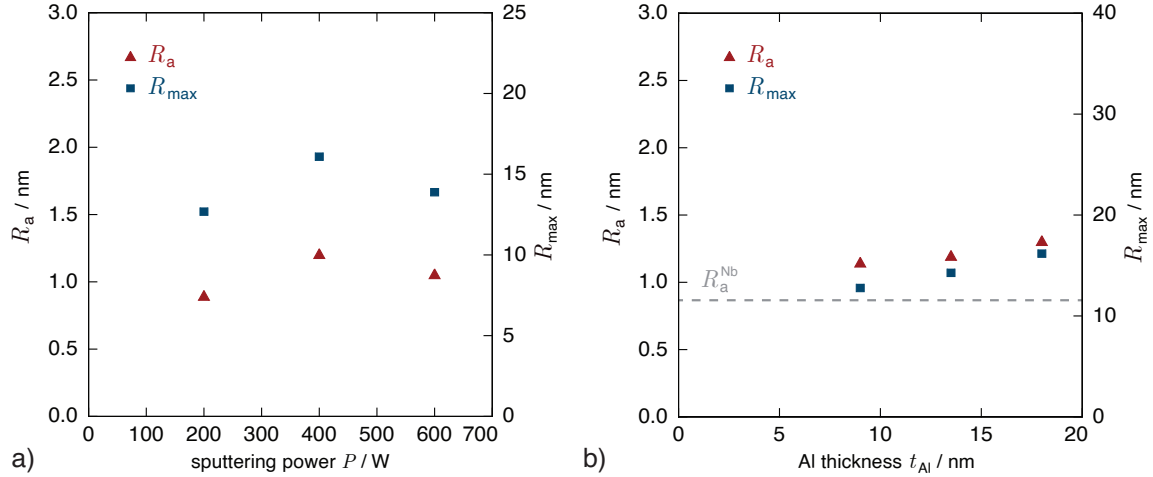 3.0
2.5
2.0
1.5
1.0
0.5
0.0
R_a / nm
25
20
15
10
5
0
R_max / nm
R_a
R_max
0 100 200 300 400 500 600 700
sputtering power P / W
a)
3.0
2.5
2.0
1.5
1.0
0.5
0.0
R_a / nm
40
30
20
10
0
R_max / nm
R_a
R_max
R_a^Nb
0 5 10 15 20
Al thickness t_Al / nm
b)